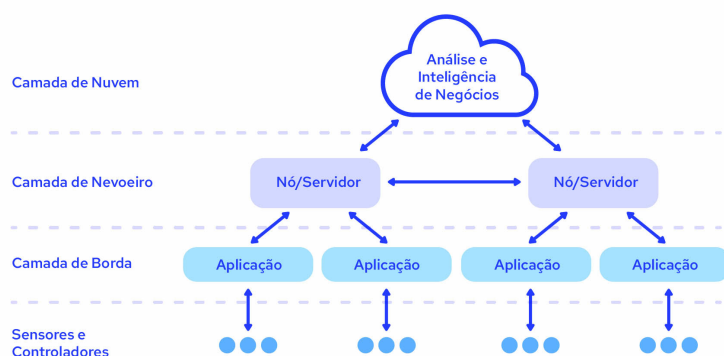 Análise e
Inteligência
de Negócios
Camada de Nuvem
Camada de Nevoeiro
Nó/Servidor
Nó/Servidor
Camada de Borda
Aplicação
Aplicação
Aplicação
Aplicação
Sensores e
Controladores